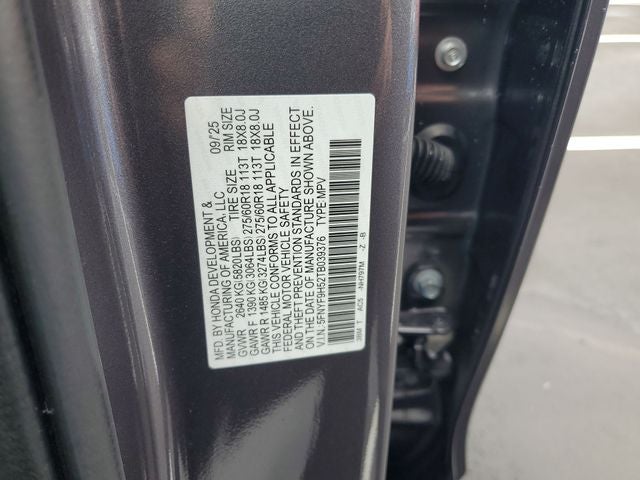 MFD. BY HONDA DEVELOPMENT & 09/'25
MANUFACTURING OF AMERICA, LLC
TIRE SIZE RIM SIZE
GVWR 2640 KG(5820LBS)
GAWR F 1390 KG(3064LBS) 275/60R18 113T 18X8.0J
GAWR R 1485 KG(3274LBS) 275/60R18 113T 18X8.0J
THIS VEHICLE CONFORMS TO ALL APPLICABLE
FEDERAL MOTOR VEHICLE SAFETY
AND THEFT PREVENTION STANDARDS IN EFFECT
ON THE DATE OF MANUFACTURE SHOWN ABOVE.
V.I.N.: 5FNYF9H52TB039376 TYPE:MPV
AC5 NH797M -Z -B